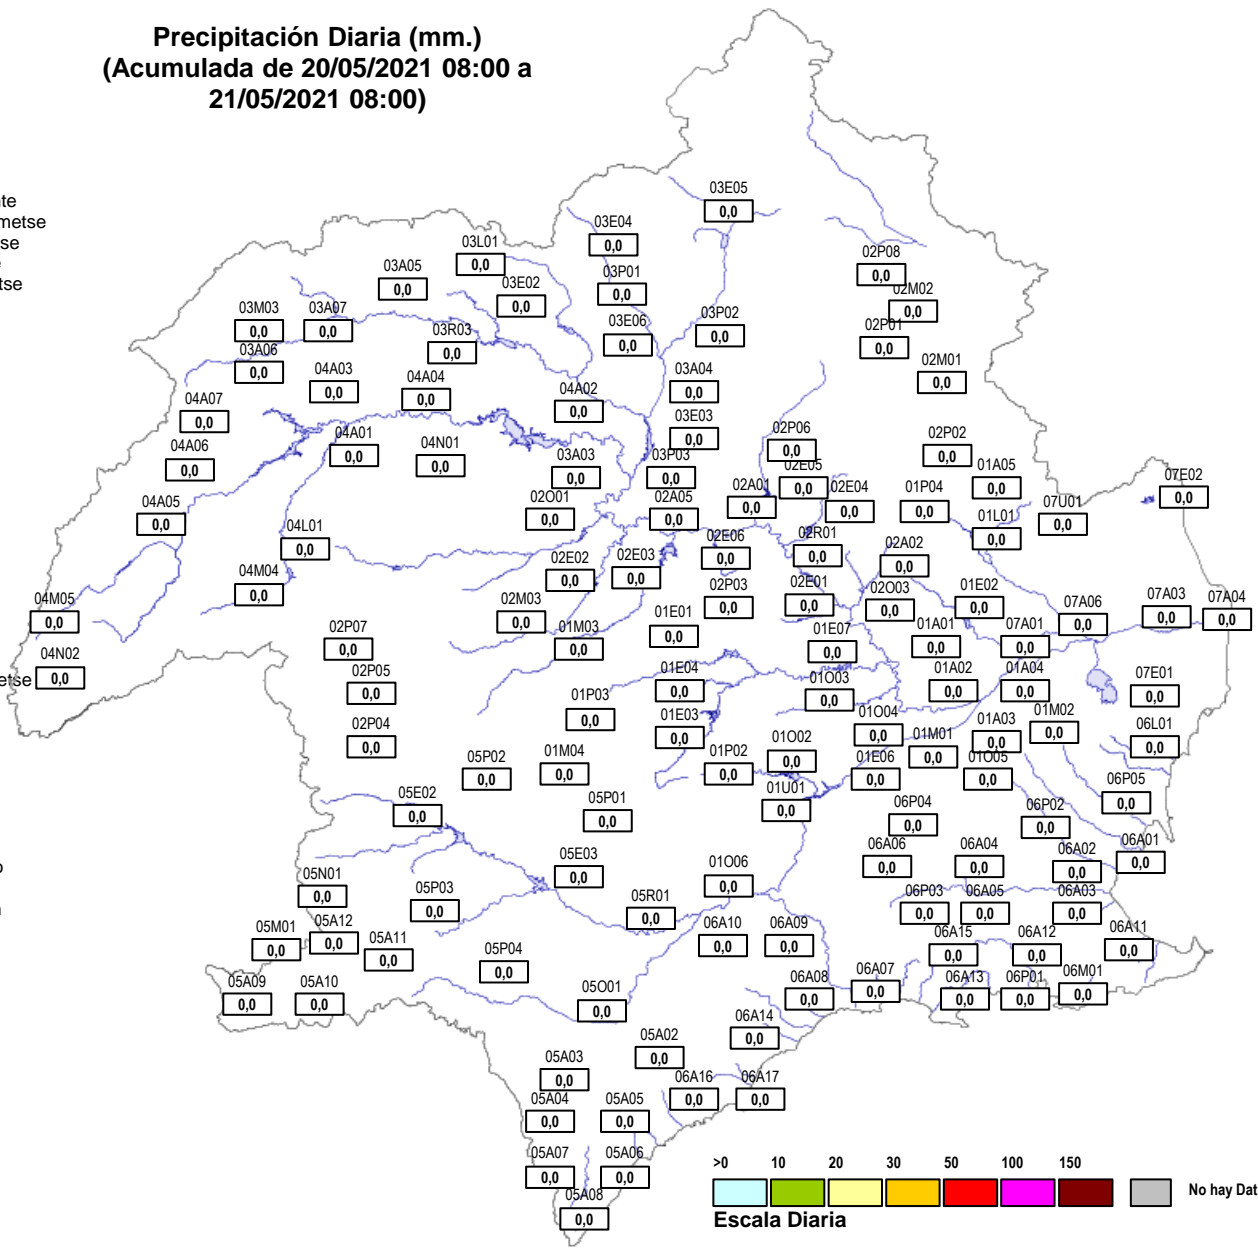 Precipitación Diaria (mm.)
(Acumulada de 20/05/2021 08:00 a
21/05/2021 08:00)
03E05
0,0
03E04
0,0
03L01
0,0
02P08
0,0
03A05
0,0
03P01
0,0
03E02
0,0
02M02
0,0
03M03
0,0
03A07
0,0
03P02
0,0
03E06
0,0
03R03
0,0
02P01
0,0
03A06
0,0
02M01
0,0
04A03
0,0
04A04
0,0
03A04
0,0
04A02
0,0
04A07
0,0
03E03
0,0
04A01
0,0
02P06
0,0
04A06
0,0
04N01
0,0
02P02
0,0
03A03
0,0
03P03
0,0
02E05
0,0
01A05
0,0
07E02
0,0
02A01
0,0
02E04
0,0
01P04
0,0
04A05
0,0
02O01
0,0
02A05
0,0
07U01
0,0
01L01
0,0
04L01
0,0
02E06
0,0
02R01
0,0
02A02
0,0
02E02
0,0
02E03
0,0
04M04
0,0
02P03
0,0
02E01
0,0
02O03
0,0
01E02
0,0
04M05
0,0
02M03
0,0
01E01
0,0
07A06
0,0
07A03
0,0
07A04
0,0
02P07
0,0
01M03
0,0
01E07
0,0
01A01
0,0
07A01
0,0
04N02
0,0
02P05
0,0
01E04
0,0
01O03
0,0
01A02
0,0
01A04
0,0
07E01
0,0
01P03
0,0
01E03
0,0
01O04
0,0
01A03
0,0
01M02
0,0
06L01
0,0
02P04
0,0
05P02
0,0
01M04
0,0
01P02
0,0
01O02
0,0
01M01
0,0
01E06
0,0
01O05
0,0
05E02
0,0
05P01
0,0
01U01
0,0
06P04
0,0
06P02
0,0
06P05
0,0
05E03
0,0
01O06
0,0
06A06
0,0
06A04
0,0
06A02
0,0
06A01
0,0
05N01
0,0
05P03
0,0
05R01
0,0
06P03
0,0
06A05
0,0
06A03
0,0
05M01
0,0
05A12
0,0
05A11
0,0
05P04
0,0
06A10
0,0
06A09
0,0
06A15
0,0
06A12
0,0
06A11
0,0
05A09
0,0
05A10
0,0
05O01
0,0
06A08
0,0
06A07
0,0
06A13
0,0
06P01
0,0
06M01
0,0
05A02
0,0
06A14
0,0
05A03
0,0
06A16
0,0
06A17
0,0
05A04
0,0
05A05
0,0
05A07
0,0
05A06
0,0
05A08
0,0
>0 10 20 30 50 100 150
No hay Dat
Escala Diaria